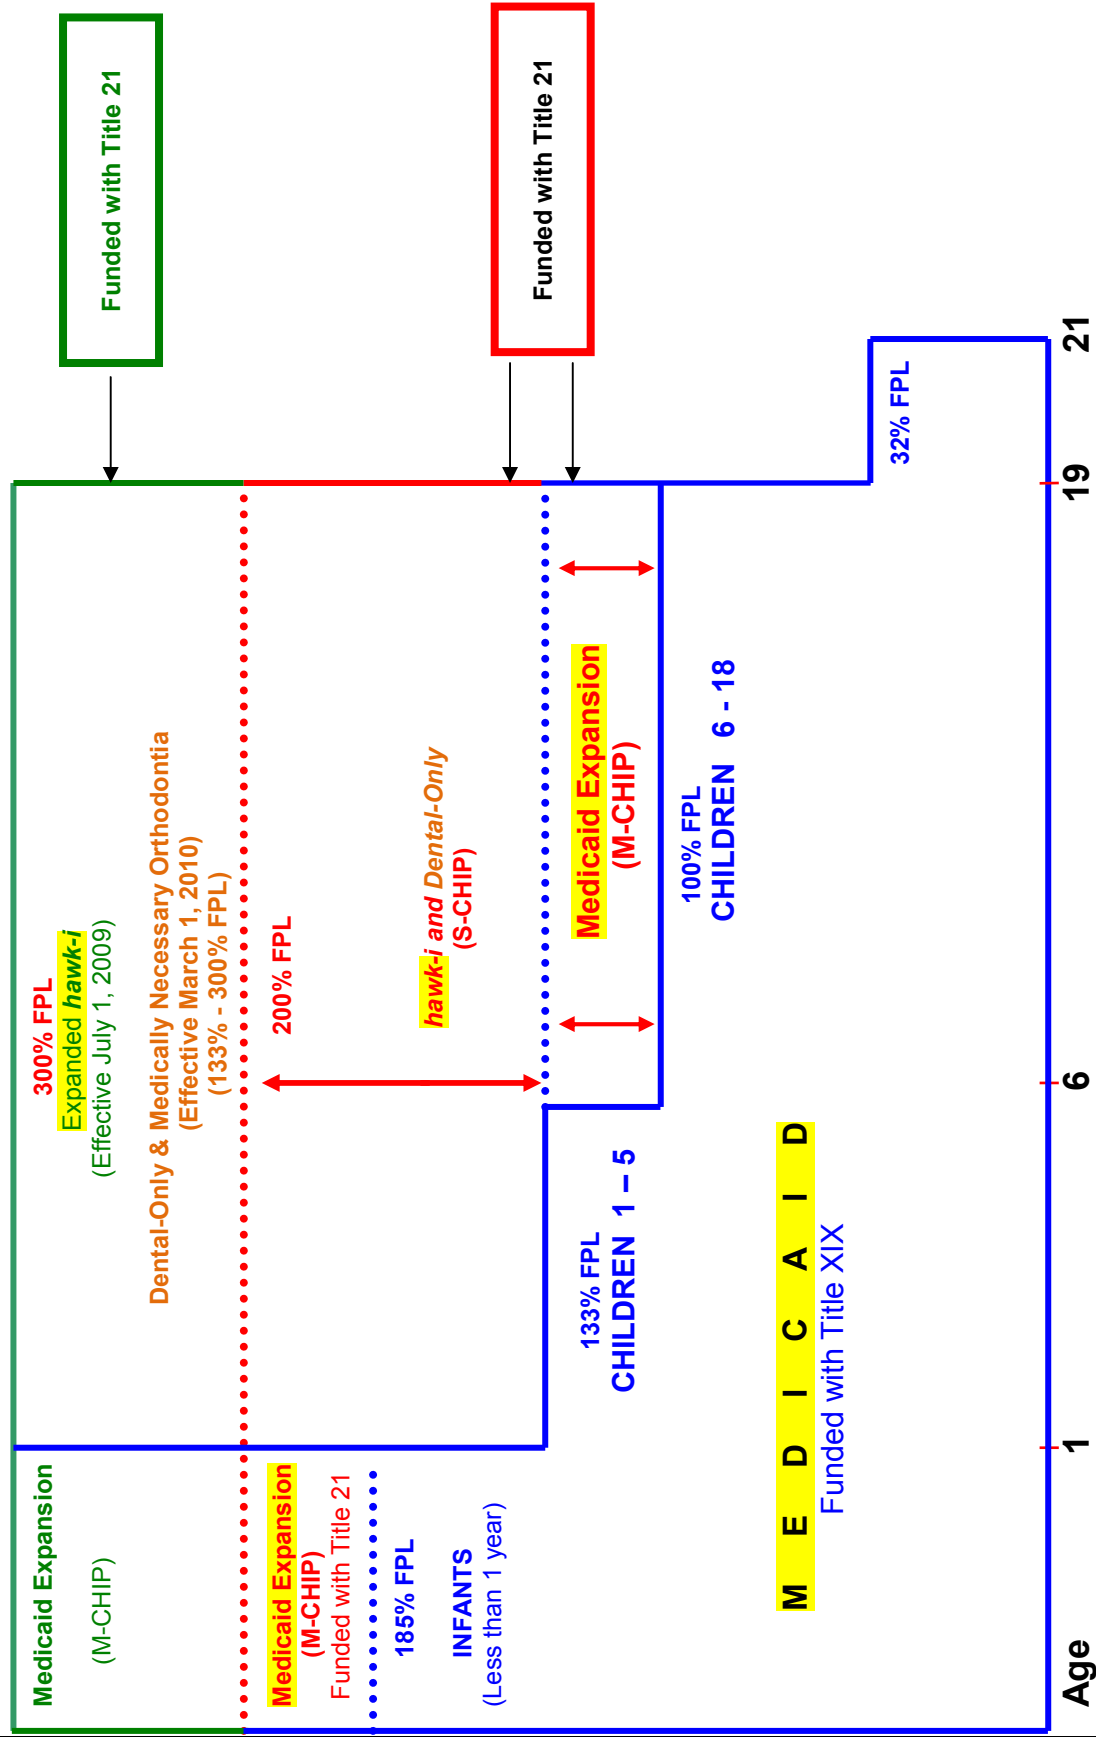 Medicaid Expansion
(M-CHIP)
300% FPL
Expanded hawk-i
(Effective July 1, 2009)
Dental-Only & Medically Necessary Orthodontia
(Effective March 1, 2010)
(133% - 300% FPL)
Funded with Title 21
Medicaid Expansion
(M-CHIP)
Funded with Title 21
200% FPL
hawk-i and Dental-Only
(S-CHIP)
Funded with Title 21
185% FPL
INFANTS
(Less than 1 year)
133% FPL
CHILDREN 1 – 5
Medicaid Expansion
(M-CHIP)
100% FPL
CHILDREN 6 - 18
M E D I C A I D
Funded with Title XIX
32% FPL
Age 1 6 19 21